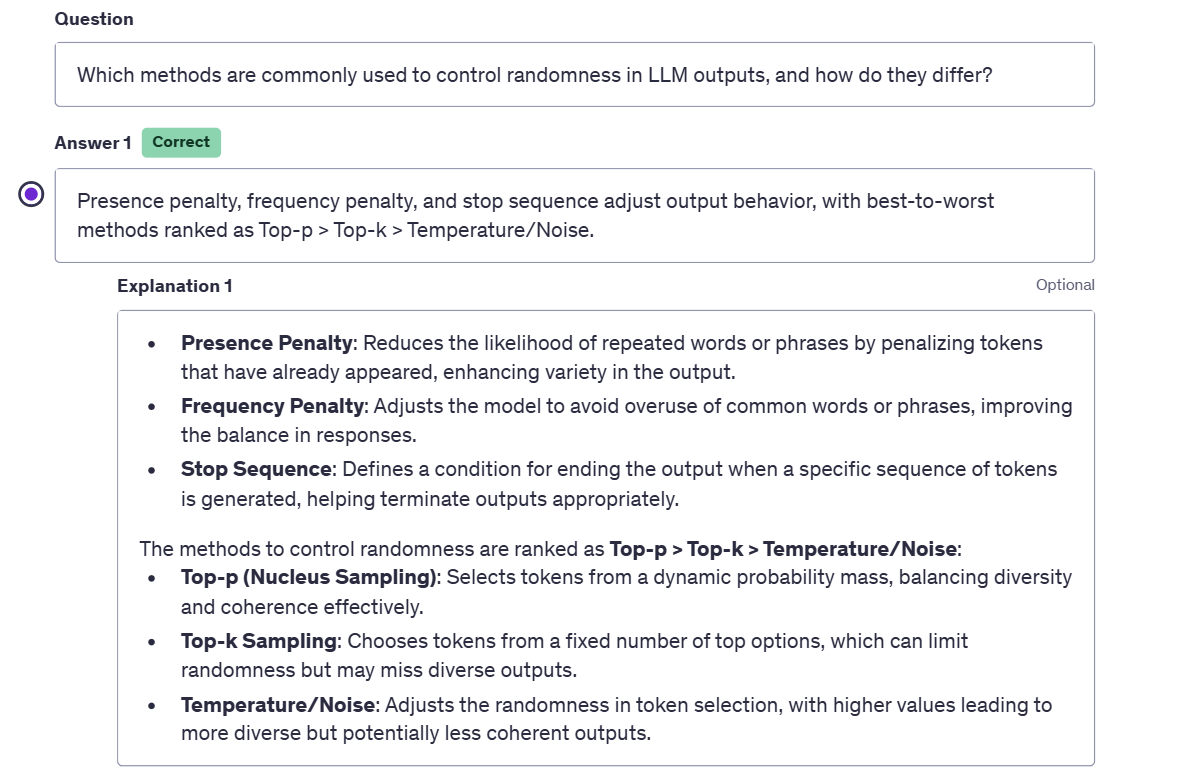 Question
Which methods are commonly used to control randomness in LLM outputs, and how do they differ?
Answer 1 Correct
Presence penalty, frequency penalty, and stop sequence adjust output behavior, with best-to-worst
methods ranked as Top-p > Top-k > Temperature/Noise.
Explanation 1 Optional
• Presence Penalty: Reduces the likelihood of repeated words or phrases by penalizing tokens
that have already appeared, enhancing variety in the output.
• Frequency Penalty: Adjusts the model to avoid overuse of common words or phrases, improving
the balance in responses.
• Stop Sequence: Defines a condition for ending the output when a specific sequence of tokens
is generated, helping terminate outputs appropriately.
The methods to control randomness are ranked as Top-p > Top-k > Temperature/Noise:
• Top-p (Nucleus Sampling): Selects tokens from a dynamic probability mass, balancing diversity
and coherence effectively.
• Top-k Sampling: Chooses tokens from a fixed number of top options, which can limit
randomness but may miss diverse outputs.
• Temperature/Noise: Adjusts the randomness in token selection, with higher values leading to
more diverse but potentially less coherent outputs.